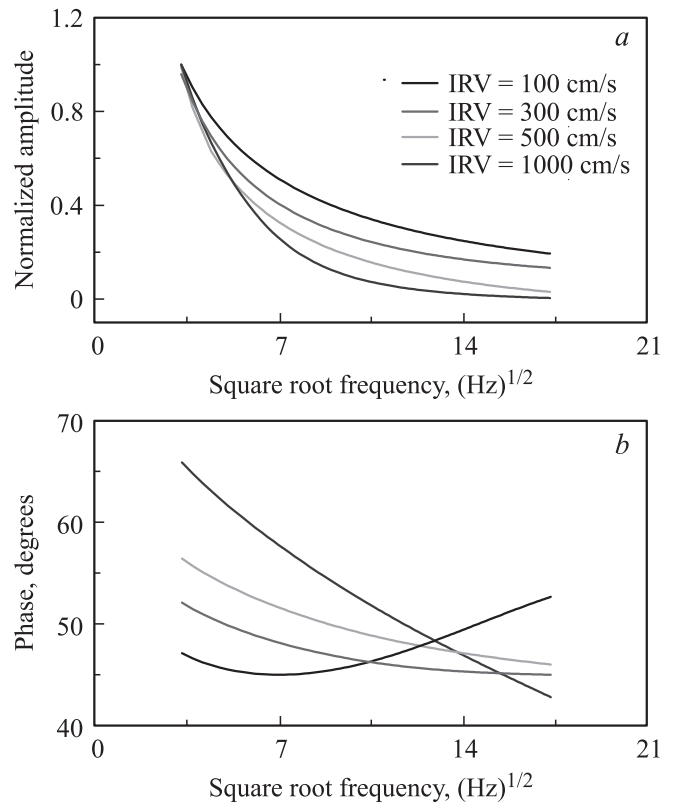 1.2
a
IRV = 100 cm/s
0.8
IRV = 300 cm/s
IRV = 500 cm/s
IRV = 1000 cm/s
Normalized amplitude
0.4
0
0 7 14 21
Square root frequency, (Hz)1/2
70
b
60
Phase, degrees
50
40
0 7 14 21
Square root frequency, (Hz)1/2